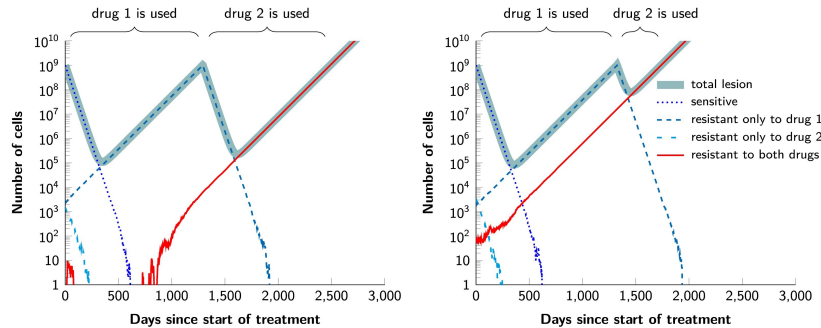 drug 1 is used drug 2 is used
10^10
10^9
10^8
10^7
10^6
10^5
10^4
10^3
10^2
10
1
Number of cells
0 500 1,000 1,500 2,000 2,500 3,000
Days since start of treatment
drug 1 is used drug 2 is used
10^10
10^9
10^8
10^7
10^6
10^5
10^4
10^3
10^2
10
1
Number of cells
0 500 1,000 1,500 2,000 2,500 3,000
Days since start of treatment
total lesion
sensitive
resistant only to drug 1
resistant only to drug 2
resistant to both drugs